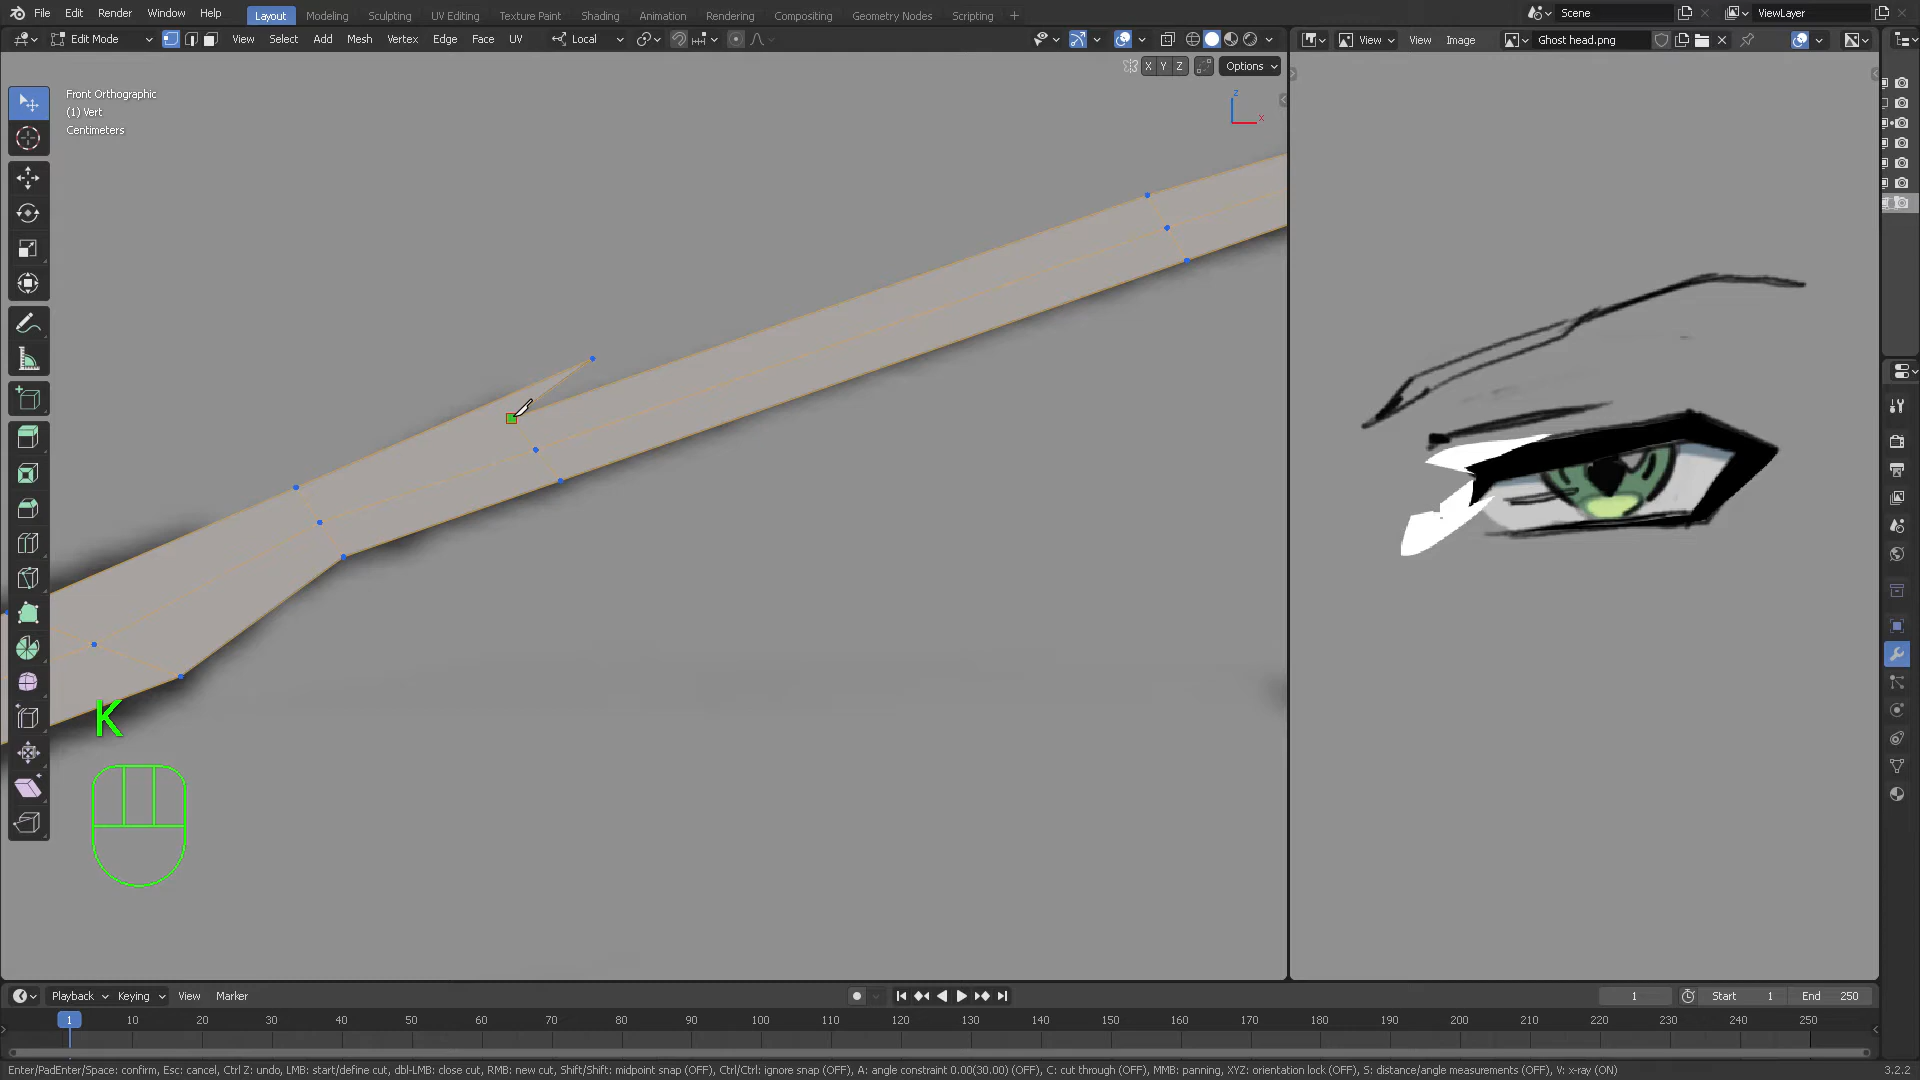 File Edit Render Window Help Layout Modeling Sculpting UV Editing Texture Paint Shading Animation Rendering Compositing Geometry Nodes Scripting + Scene ViewLayer
Edit Mode View Select Add Mesh Vertex Edge Face UV Local View View Image Ghost head.png
X Y Z Options
Front Orthographic
(1) Vert
Centimeters
Z
X
K
Playback Keying View Marker 1 Start 1 End 250
1 10 20 30 40 50 60 70 80 90 100 110 120 130 140 150 160 170 180 190 200 210 220 230 240 250
Enter/PadEnter/Space: confirm, Esc: cancel, Ctrl Z: undo, LMB: start/define cut, dbl-LMB: close cut, RMB: new cut, Shift/Shift: midpoint snap (OFF), Ctrl/Ctrl: ignore snap (OFF), A: angle constraint 0.00(30.00) (OFF), C: cut through (OFF), MMB: panning, XYZ: orientation lock (OFF), S: distance/angle measurements (OFF), V: x-ray (ON) 3.2.2